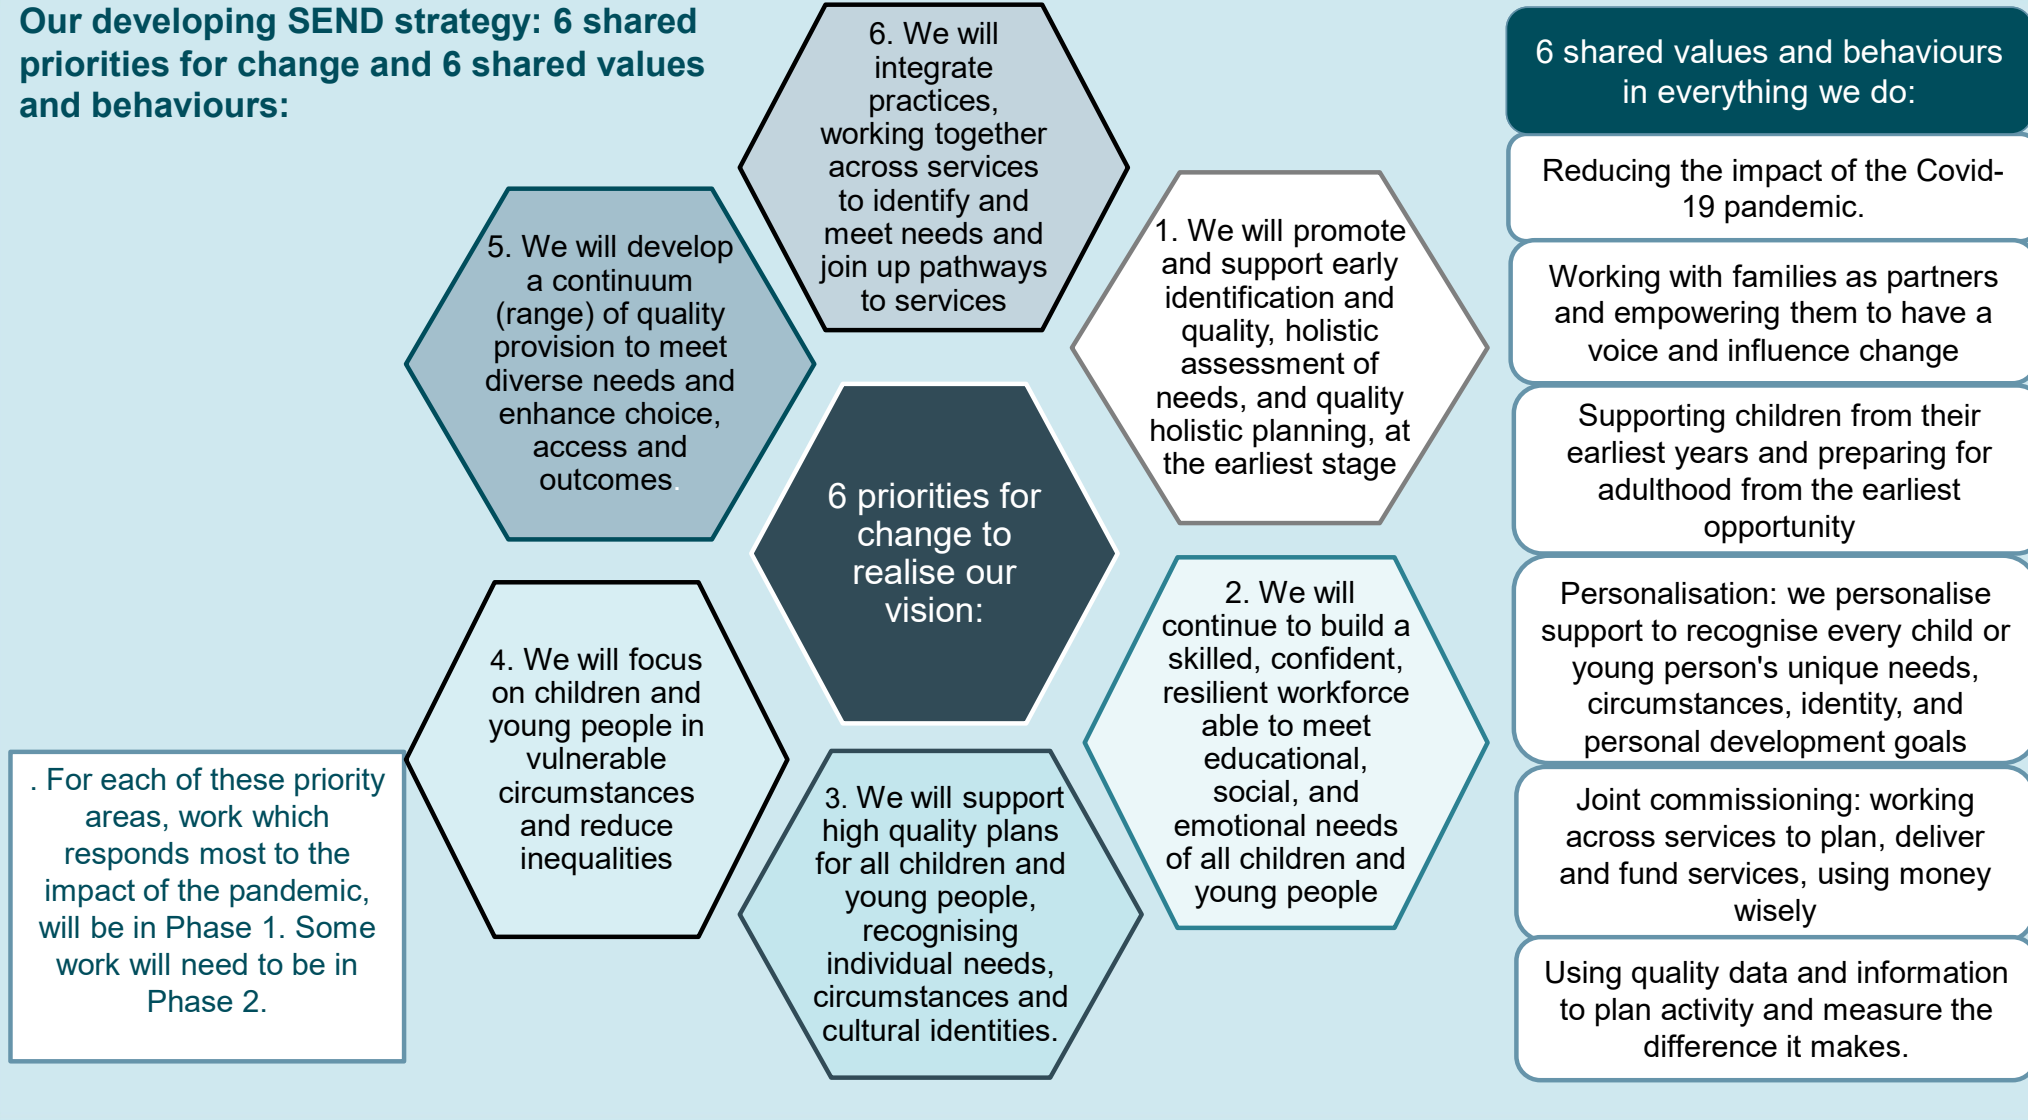 Our developing SEND strategy: 6 shared
priorities for change and 6 shared values
and behaviours:
6. We will
integrate
practices,
working together
across services
to identify and
meet needs and
join up pathways
to services
1. We will promote
and support early
identification and
quality, holistic
assessment of
needs, and quality
holistic planning, at
the earliest stage
2. We will
continue to build a
skilled, confident,
resilient workforce
able to meet
educational,
social, and
emotional needs
of all children and
young people
3. We will support
high quality plans
for all children and
young people,
recognising
individual needs,
circumstances and
cultural identities.
4. We will focus
on children and
young people in
vulnerable
circumstances
and reduce
inequalities
5. We will develop
a continuum
(range) of quality
provision to meet
diverse needs and
enhance choice,
access and
outcomes.
6 priorities for
change to
realise our
vision:
. For each of these priority
areas, work which
responds most to the
impact of the pandemic,
will be in Phase 1. Some
work will need to be in
Phase 2.
6 shared values and behaviours
in everything we do:
Reducing the impact of the Covid-
19 pandemic.
Working with families as partners
and empowering them to have a
voice and influence change
Supporting children from their
earliest years and preparing for
adulthood from the earliest
opportunity
Personalisation: we personalise
support to recognise every child or
young person's unique needs,
circumstances, identity, and
personal development goals
Joint commissioning: working
across services to plan, deliver
and fund services, using money
wisely
Using quality data and information
to plan activity and measure the
difference it makes.